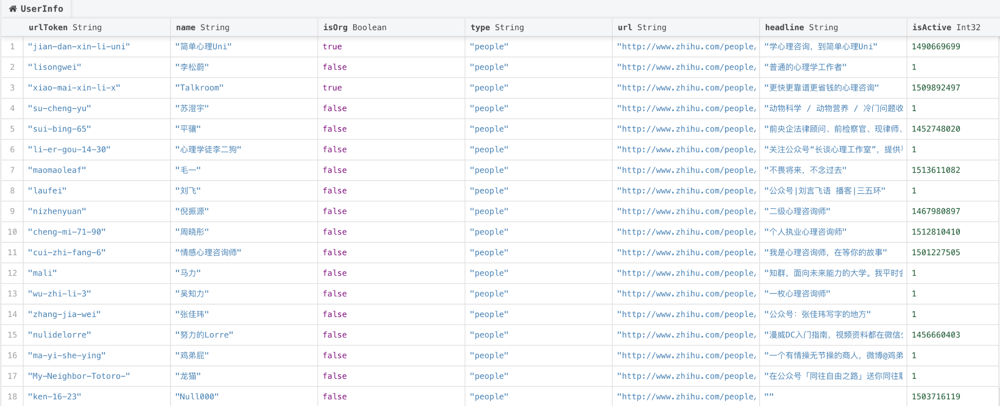 UserInfo
urlToken String name String isOrg Boolean type String url String headline String isActive Int32
1 "jian-dan-xin-li-uni" "简单心理Uni" true "people" "http://www.zhihu.com/people/ "学心理咨询，到简单心理Uni" 1490669699
2 "lisongwei" "李松蔚" false "people" "http://www.zhihu.com/people/ "普通的心理学工作者" 1
3 "xiao-mai-xin-li-x" "Talkroom" true "people" "http://www.zhihu.com/people/ "更快更靠谱更省钱的心理咨询" 1509892497
4 "su-cheng-yu" "苏澄宇" false "people" "http://www.zhihu.com/people/ "动物科学 / 动物营养 / 冷门问题收 1
5 "sui-bing-65" "平骧" false "people" "http://www.zhihu.com/people/ "前央企法律顾问、前检察官、现律师、 1452748020
6 "li-er-gou-14-30" "心理学徒李二狗" false "people" "http://www.zhihu.com/people/ "关注公众号“长谈心理工作室”，提供 1
7 "maomaoleaf" "毛一" false "people" "http://www.zhihu.com/people/ "不畏将来，不念过去" 1513611082
8 "laufei" "刘飞" false "people" "http://www.zhihu.com/people/ "公众号|刘言飞语 播客|三五环" 1
9 "nizhenyuan" "倪振源" false "people" "http://www.zhihu.com/people/ "二级心理咨询师" 1467980897
10 "cheng-mi-71-90" "周晓彤" false "people" "http://www.zhihu.com/people/ "个人执业心理咨询师" 1512810410
11 "cui-zhi-fang-6" "情感心理咨询师" false "people" "http://www.zhihu.com/people/ "我是心理咨询师，在等你的故事" 1501227505
12 "mali" "马力" false "people" "http://www.zhihu.com/people/ "知群，面向未来能力的大学。我平时会 1
13 "wu-zhi-li-3" "吴知力" false "people" "http://www.zhihu.com/people/ "一枚心理咨询师" 1
14 "zhang-jia-wei" "张佳玮" false "people" "http://www.zhihu.com/people/ "公众号：张佳玮写字的地方" 1
15 "nulidelorre" "努力的Lorre" false "people" "http://www.zhihu.com/people/ "漫威DC入门指南，视频资料都在微信 1456660403
16 "ma-yi-she-ying" "鸡弟屁" false "people" "http://www.zhihu.com/people/ "一个有情操无节操的商人，微博@鸡弟 1
17 "My-Neighbor-Totoro-" "龙猫" false "people" "http://www.zhihu.com/people/ "在公众号「同往自由之路」送你同往 1
18 "ken-16-23" "Null000" false "people" "http://www.zhihu.com/people/ "" 1503716119